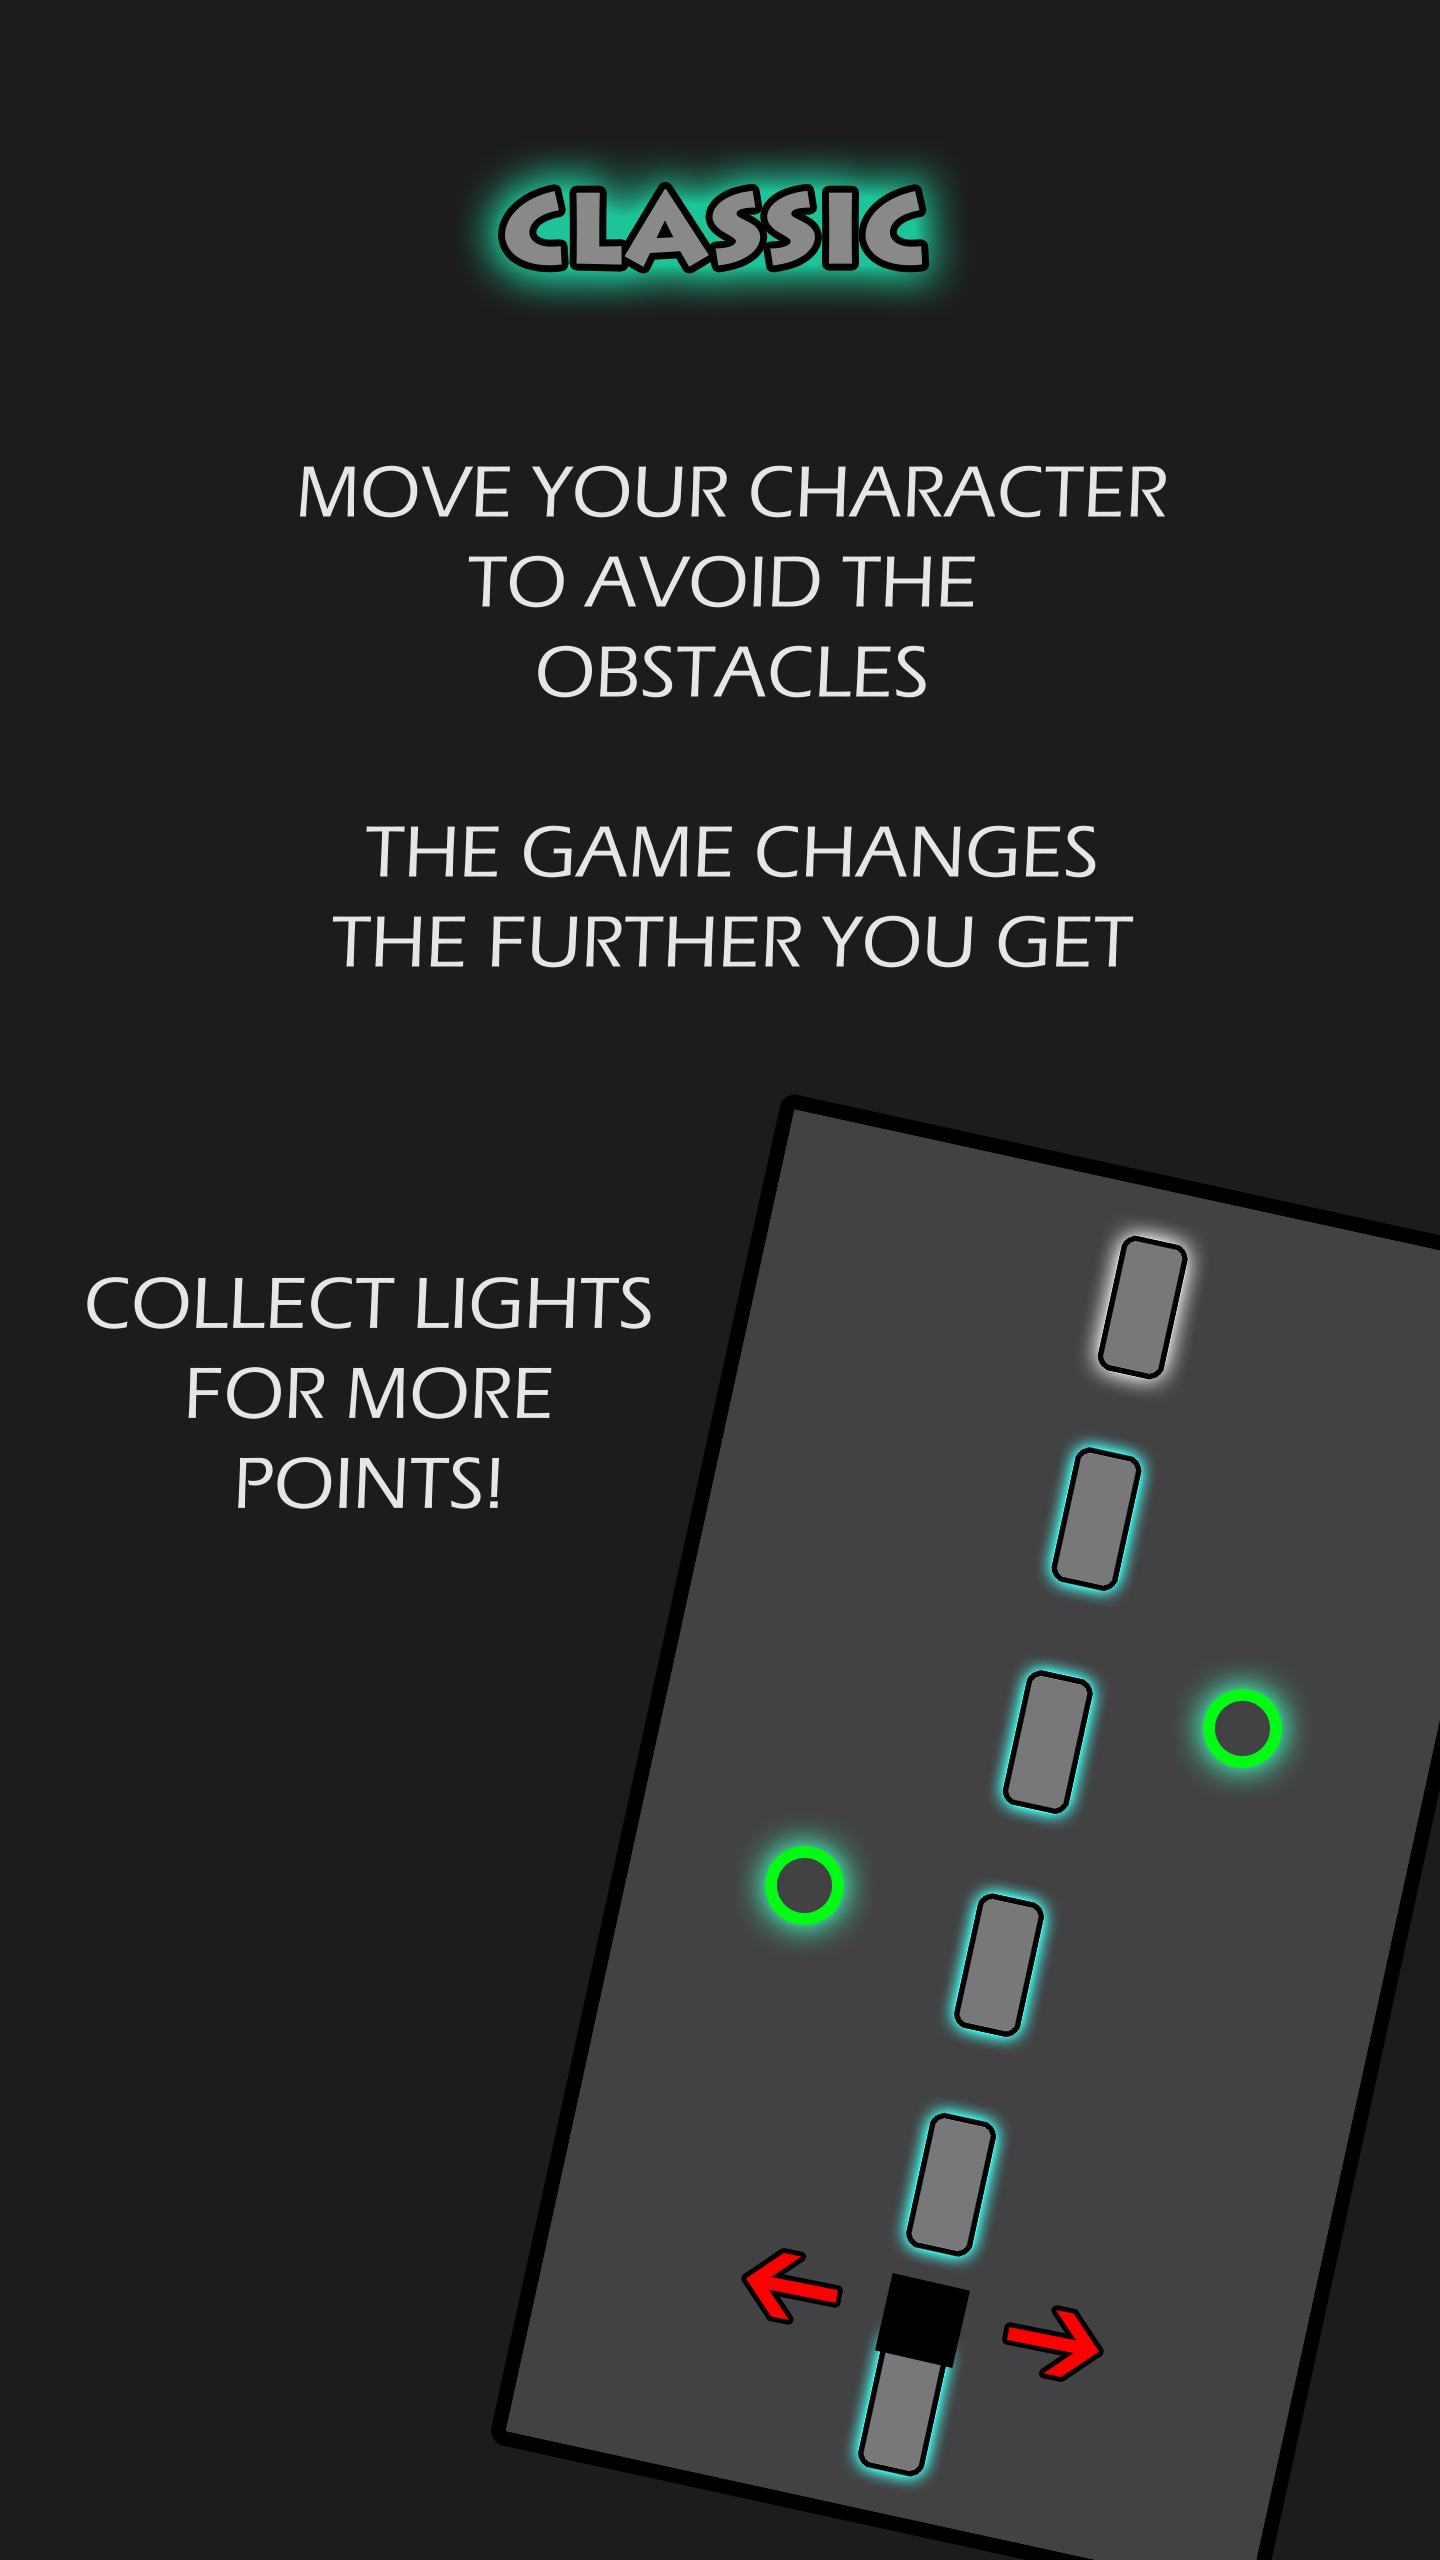 CLASSIC
MOVE YOUR CHARACTER
TO AVOID THE
OBSTACLES
THE GAME CHANGES
THE FURTHER YOU GET
COLLECT LIGHTS
FOR MORE
POINTS!